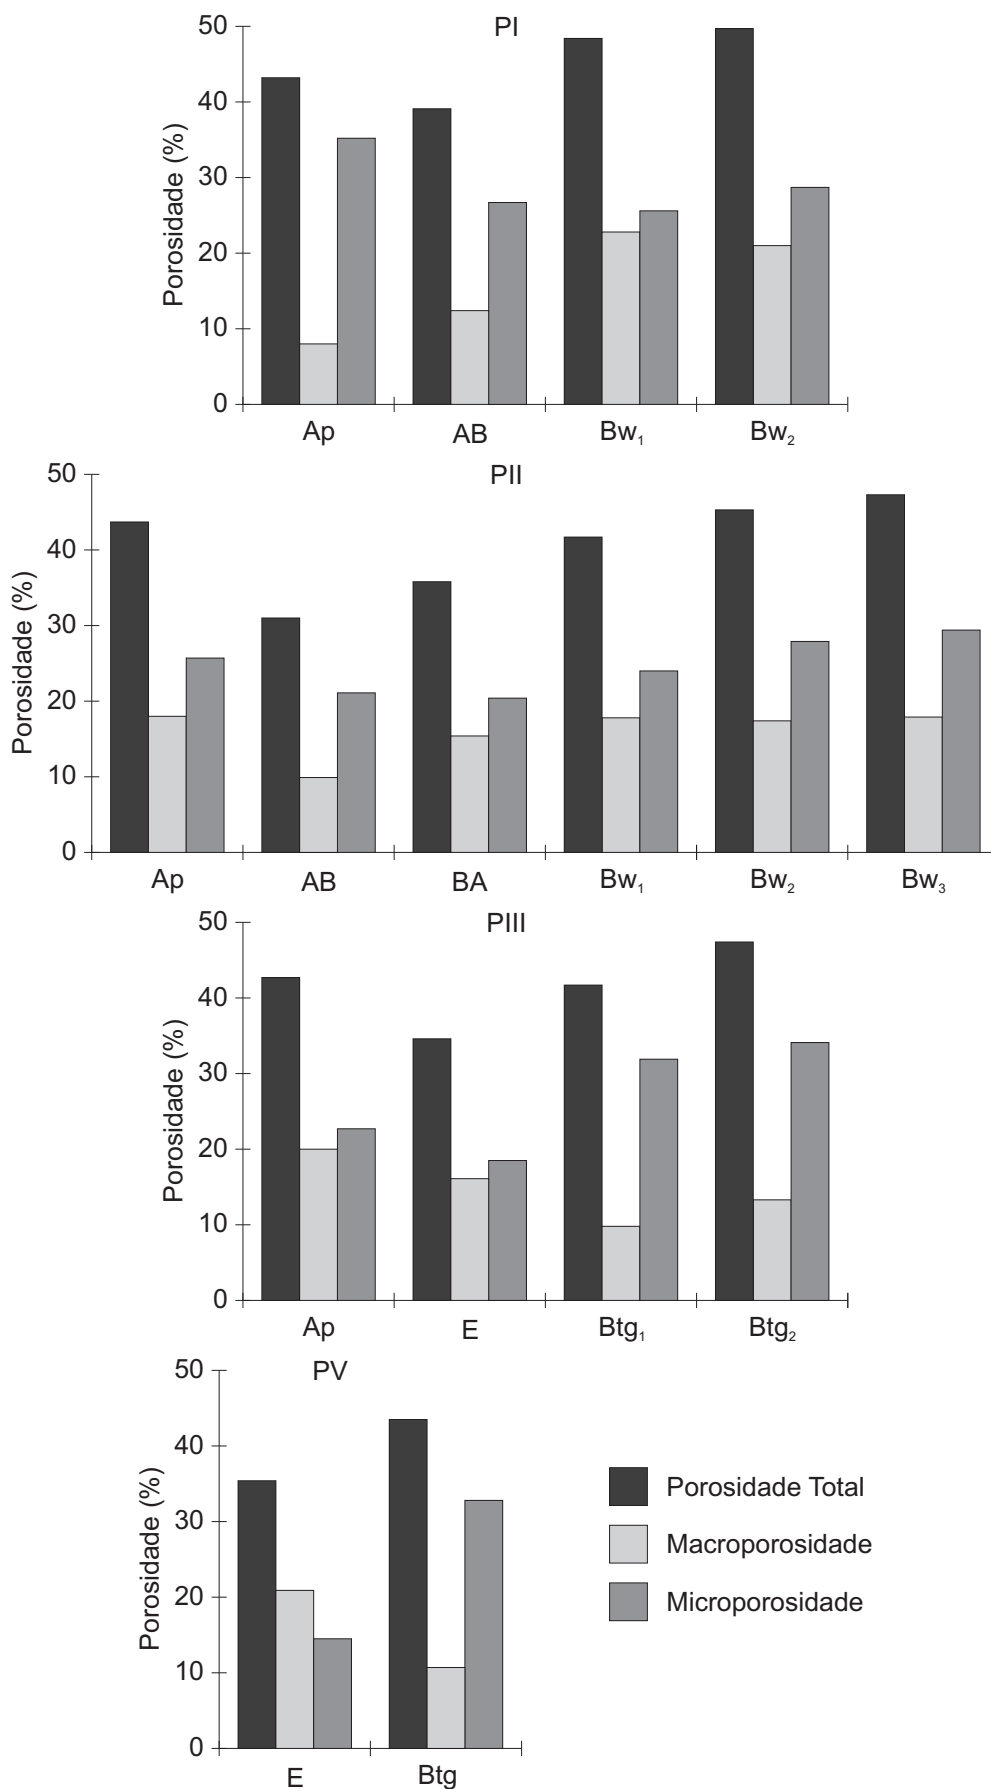 PI
Porosidade (%)
50
40
30
20
10
0
Ap AB Bw₁ Bw₂
PII
Porosidade (%)
50
40
30
20
10
0
Ap AB BA Bw₁ Bw₂ Bw₃
PIII
Porosidade (%)
50
40
30
20
10
0
Ap E Btg₁ Btg₂
PV
Porosidade (%)
50
40
30
20
10
0
E Btg
Porosidade Total
Macroporosidade
Microporosidade